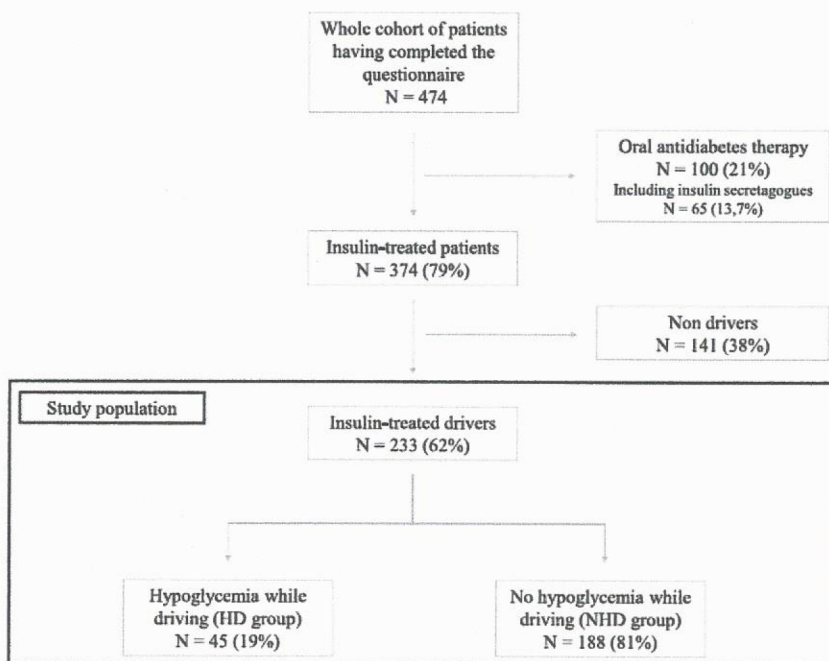 Whole cohort of patients
having completed the
questionnaire
N = 474
Oral antidiabetes therapy
N = 100 (21%)
Including insulin secretagogues
N = 65 (13,7%)
Insulin-treated patients
N = 374 (79%)
Non drivers
N = 141 (38%)
Study population
Insulin-treated drivers
N = 233 (62%)
Hypoglycemia while
driving (HD group)
N = 45 (19%)
No hypoglycemia while
driving (NHD group)
N = 188 (81%)